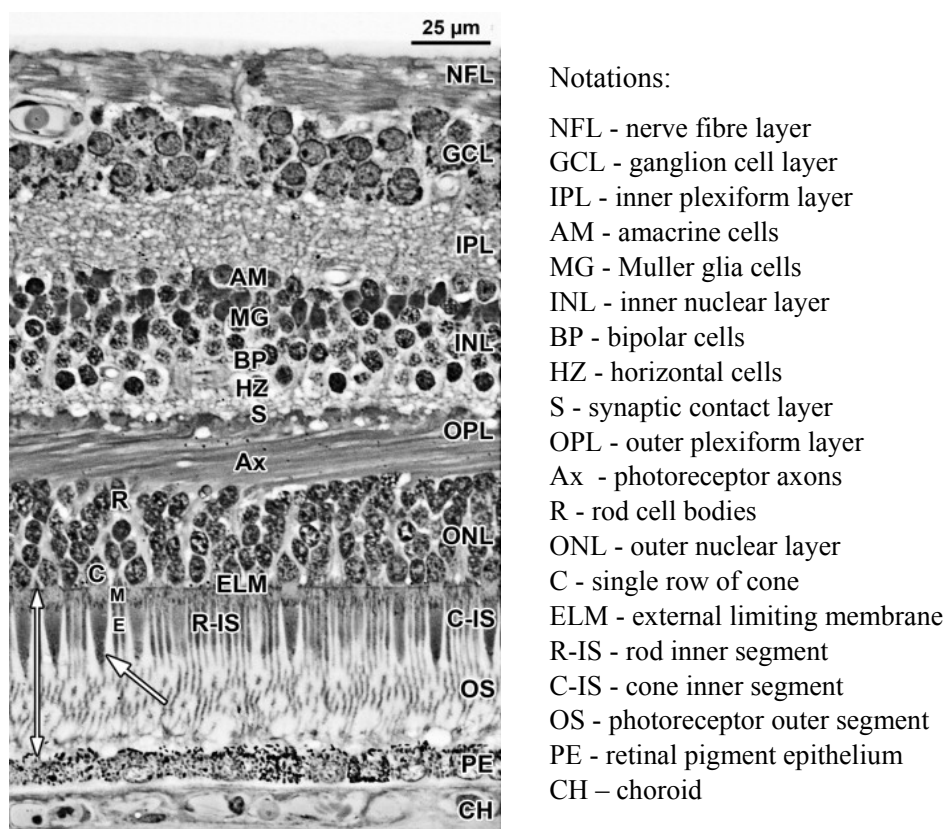 25 µm
NFL
GCL
IPL
AM
MG
INL
BP
HZ
S
OPL
Ax
R
ONL
C
ELM
M
E
R-IS
C-IS
OS
PE
CH
Notations:
NFL - nerve fibre layer
GCL - ganglion cell layer
IPL - inner plexiform layer
AM - amacrine cells
MG - Muller glia cells
INL - inner nuclear layer
BP - bipolar cells
HZ - horizontal cells
S - synaptic contact layer
OPL - outer plexiform layer
Ax - photoreceptor axons
R - rod cell bodies
ONL - outer nuclear layer
C - single row of cone
ELM - external limiting membrane
R-IS - rod inner segment
C-IS - cone inner segment
OS - photoreceptor outer segment
PE - retinal pigment epithelium
CH – choroid